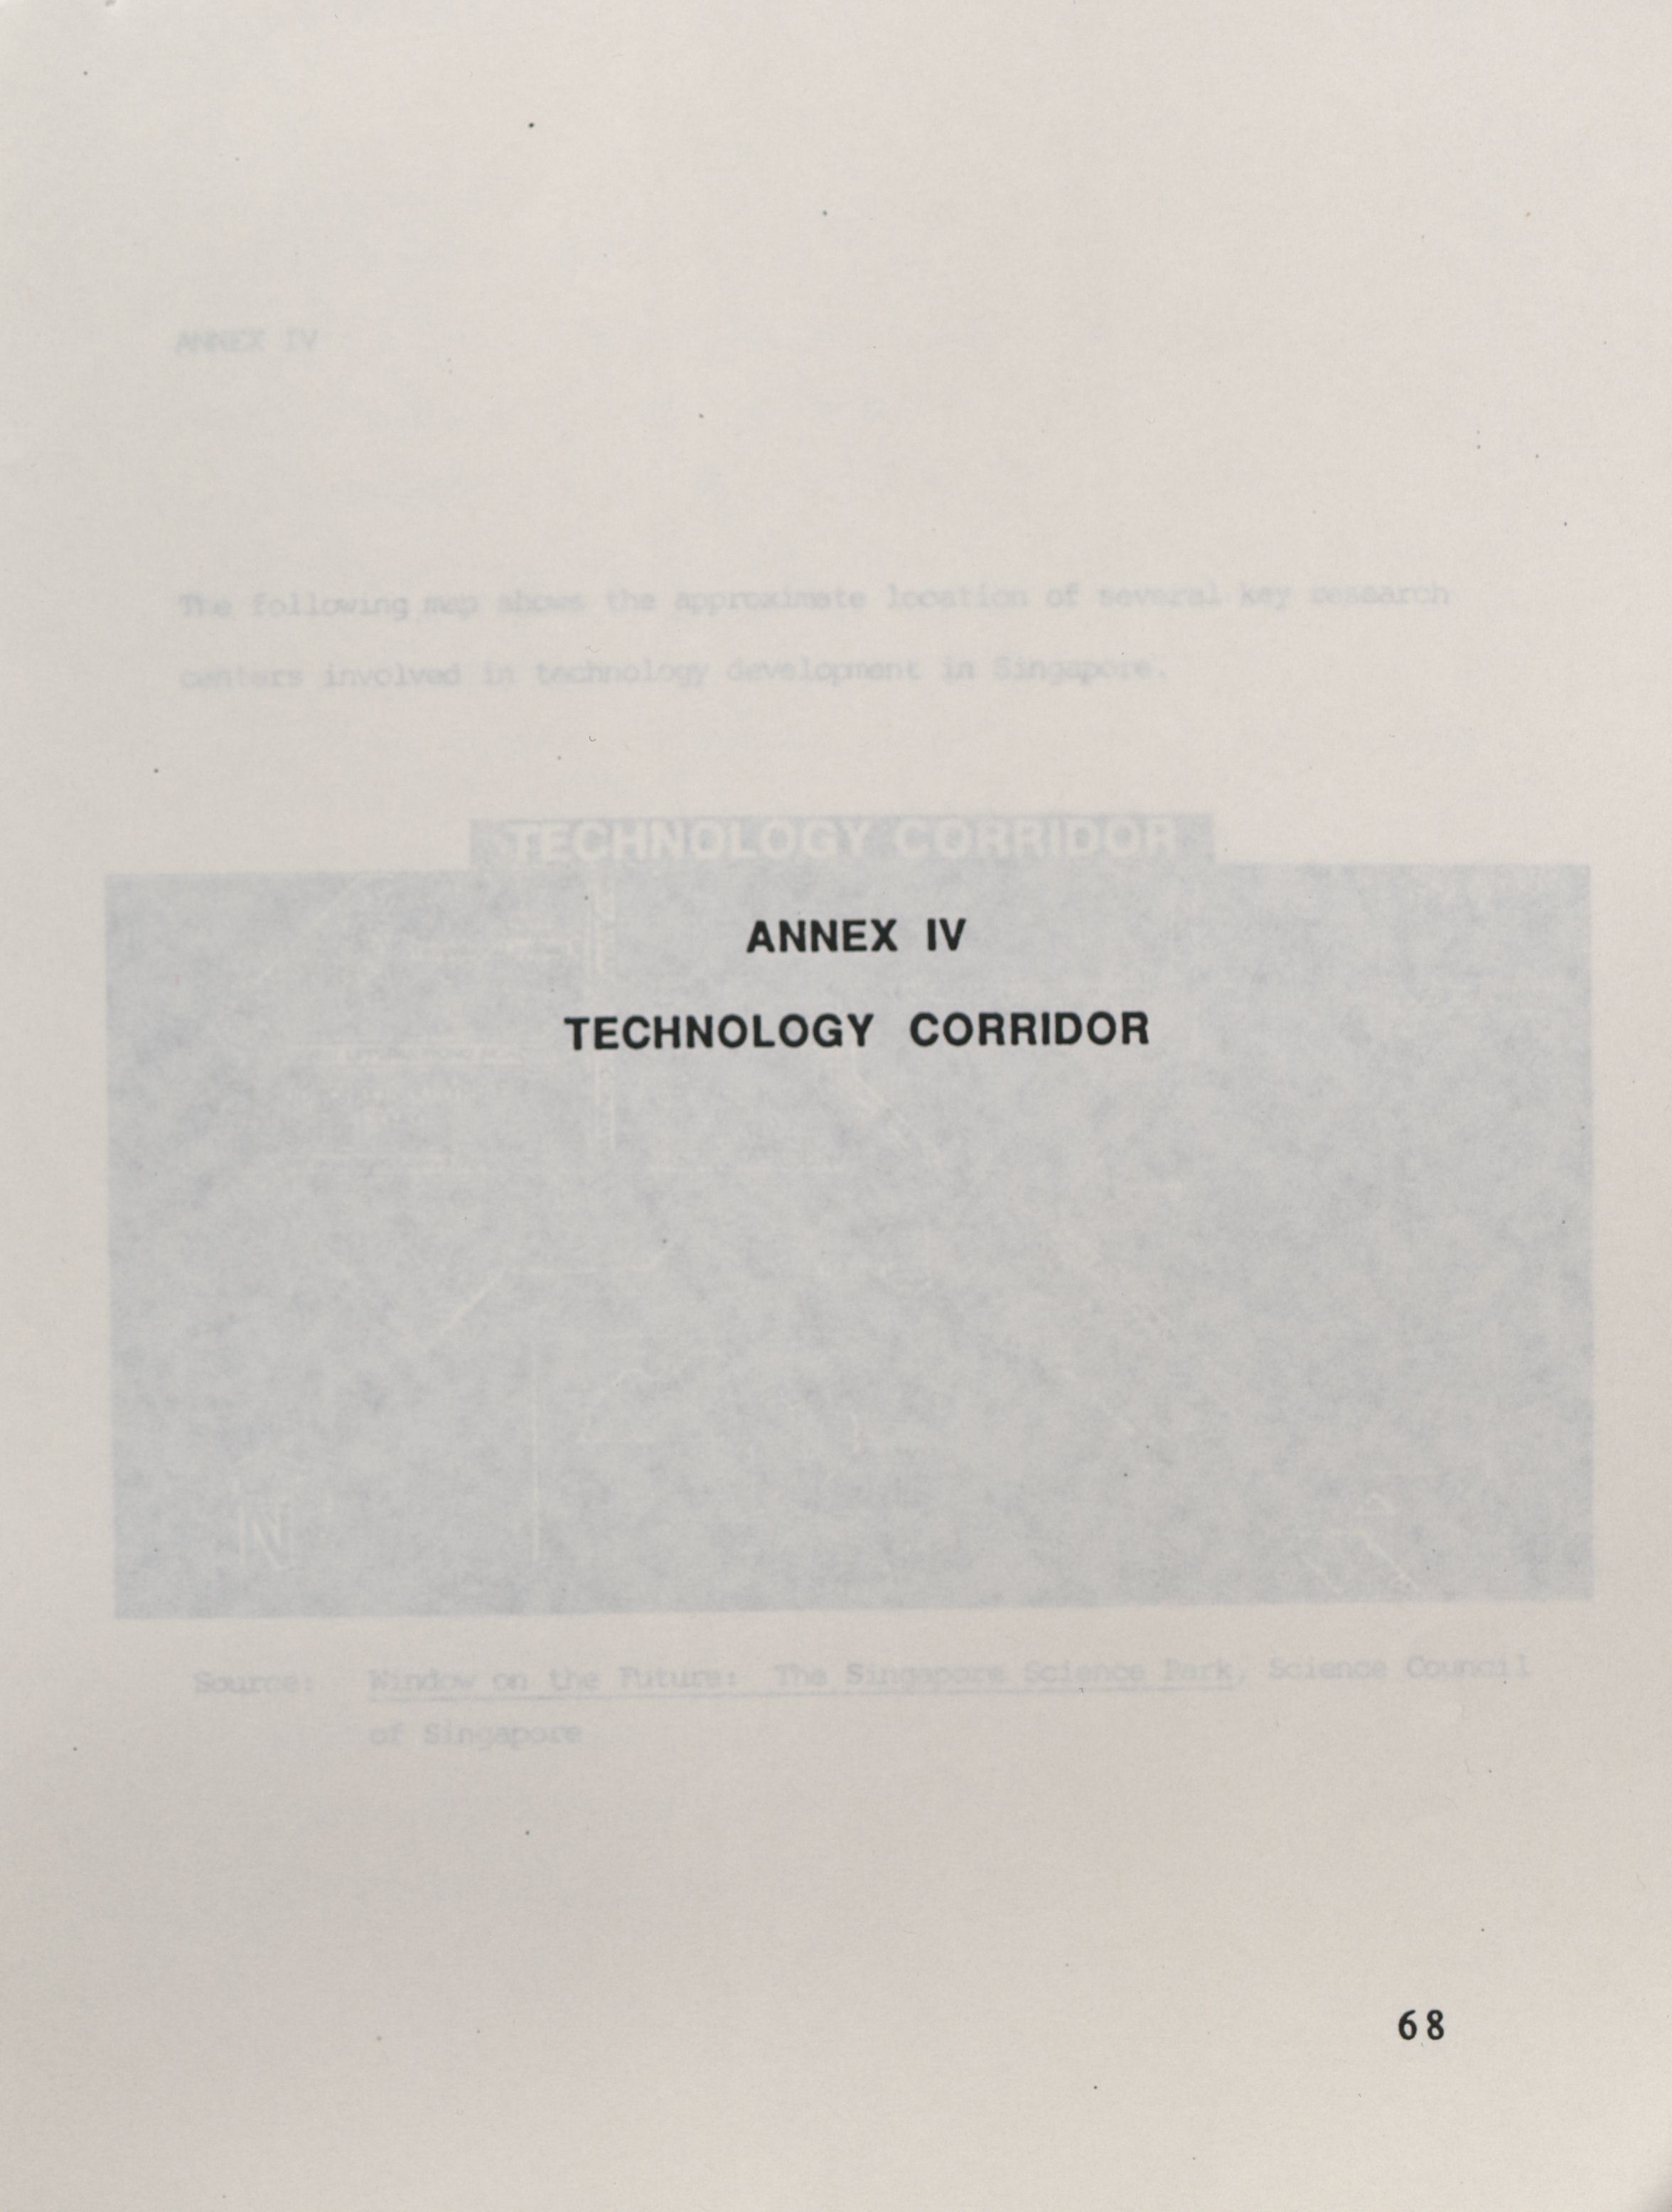 ANNEX IV
The following map shows the approximate location of several key research
centers involved in technology development in Singapore.
TECHNOLOGY CORRIDOR
ANNEX IV
TECHNOLOGY CORRIDOR
N
Source: Window on the Future: The Singapore Science Park, Science Council
of Singapore
68